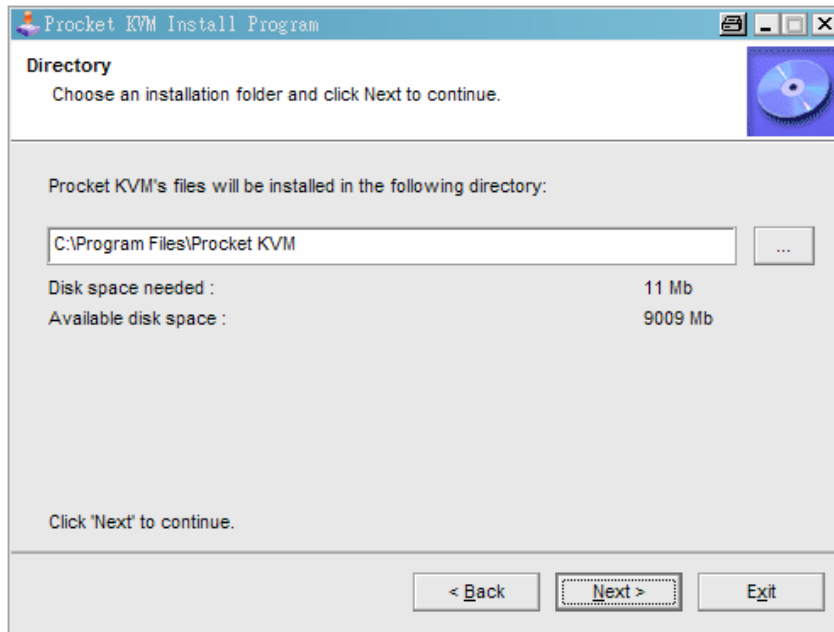 Procket KVM Install Program
Directory
Choose an installation folder and click Next to continue.
Procket KVM's files will be installed in the following directory:
C:\Program Files\Procket KVM
...
Disk space needed :
11 Mb
Available disk space :
9009 Mb
Click 'Next' to continue.
< Back
Next >
Exit